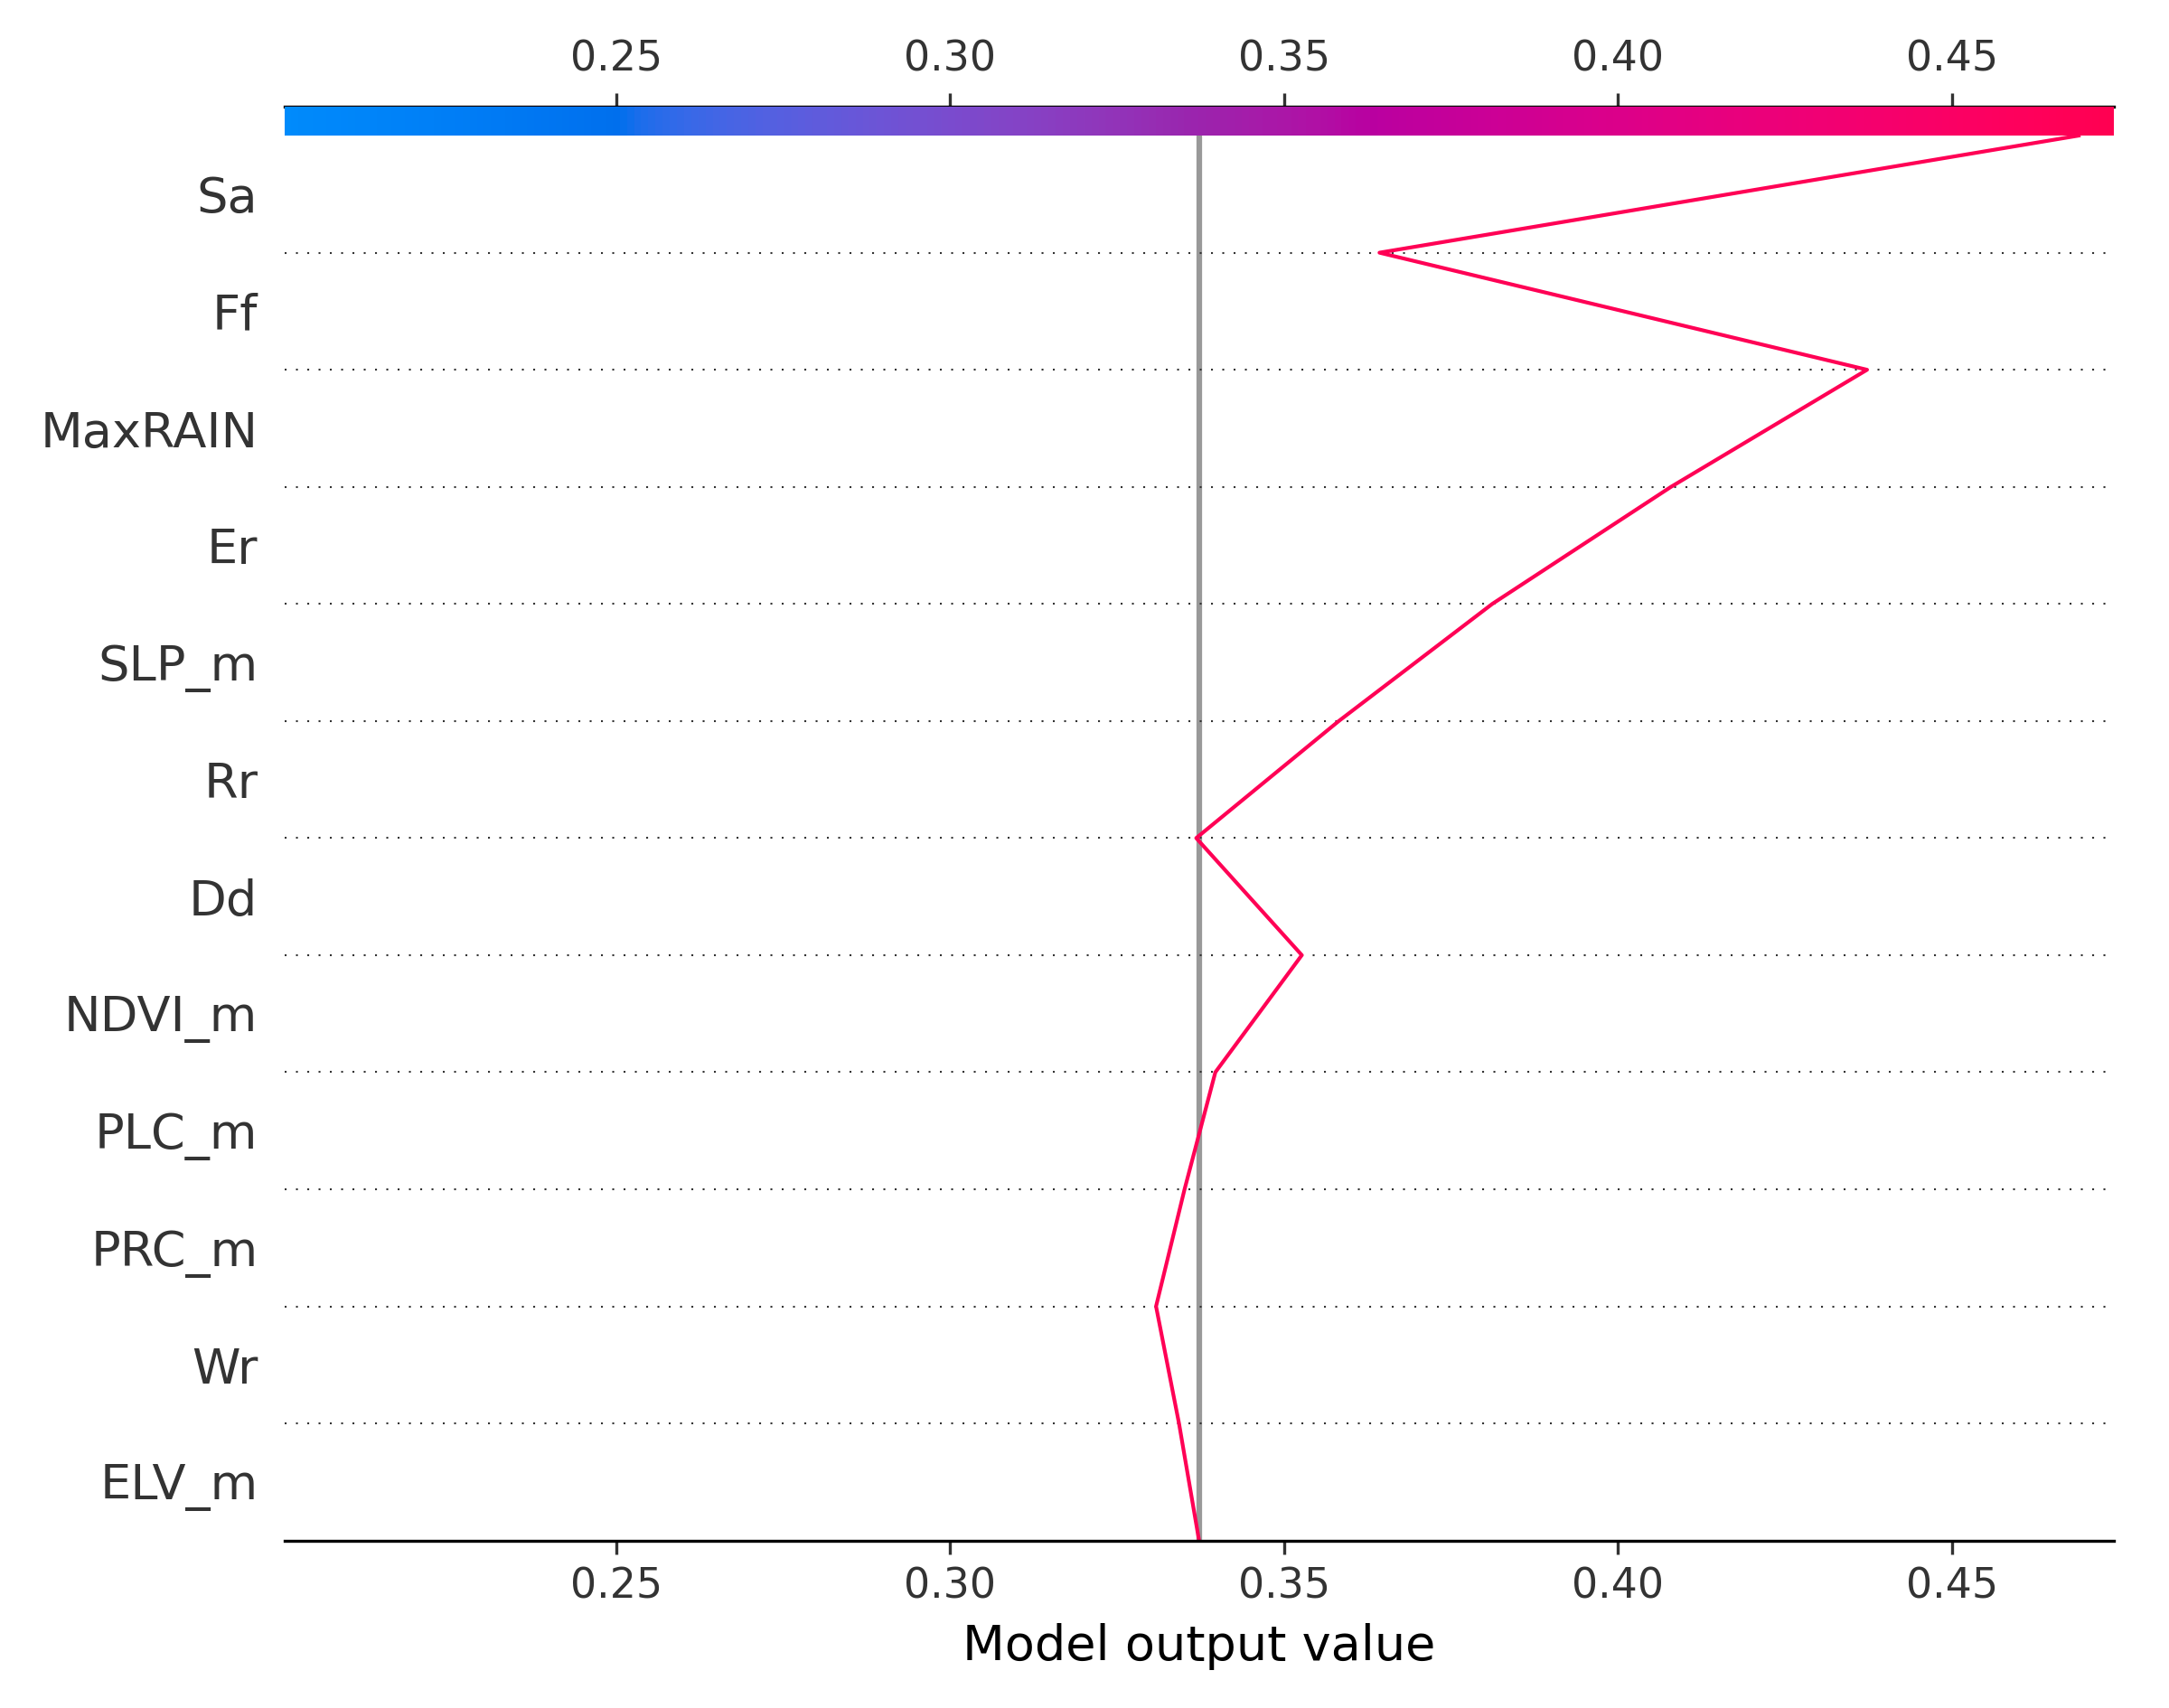 0.25 0.30 0.35 0.40 0.45
Sa
Ff
MaxRAIN
Er
SLP_m
Rr
Dd
NDVI_m
PLC_m
PRC_m
Wr
ELV_m
0.25 0.30 0.35 0.40 0.45
Model output value